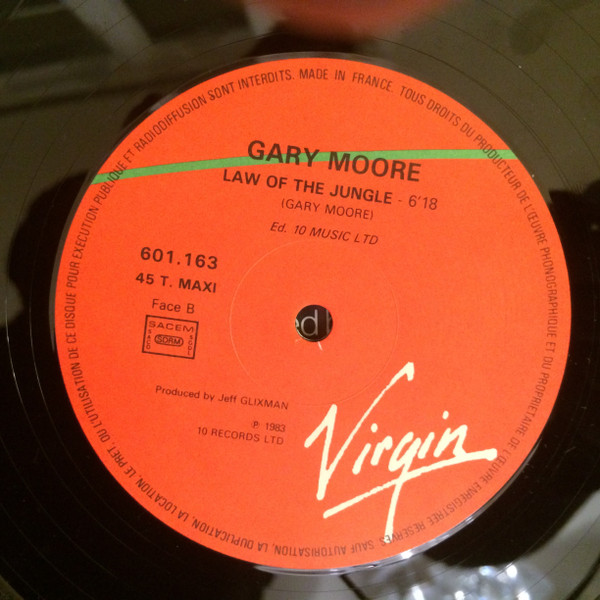 TOUS DROITS DU PRODUCTEUR DE L'ŒUVRE PHONOGRAPHIQUE ET DU PROPRIETAIRE DE L'ŒUVRE ENREGISTREE RESERVES. SAUF AUTORISATION, LA DUPLICATION, LA LOCATION, LE PRET, OU L'UTILISATION DE CE DISQUE POUR EXECUTION PUBLIQUE ET RADIODIFFUSION SONT INTERDITS. MADE IN FRANCE.
GARY MOORE
LAW OF THE JUNGLE - 6'18
(GARY MOORE)
Ed. 10 MUSIC LTD
601.163
45 T. MAXI
Face B
SACEM
SACD SDRM SGDL
Produced by Jeff GLIXMAN
℗ 1983
10 RECORDS LTD
Virgin